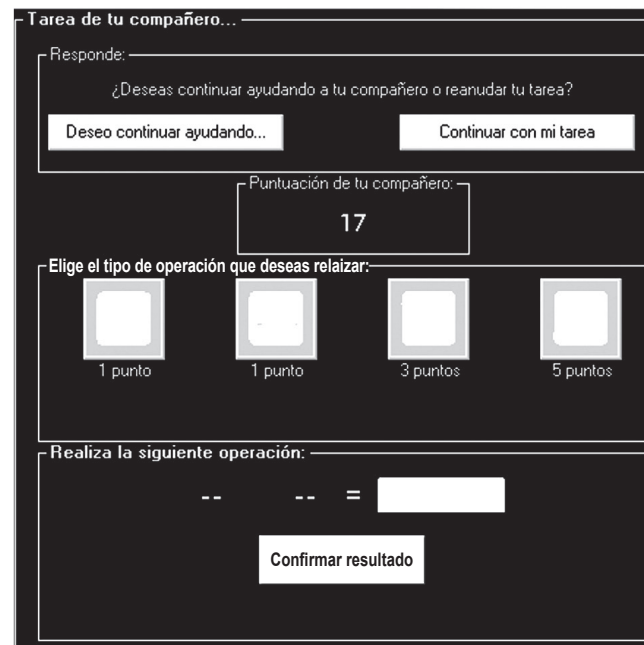 Tarea de tu compañero...
Responde:
¿Deseas continuar ayudando a tu compañero o reanudar tu tarea?
Deseo continuar ayudando... Continuar con mi tarea
Puntuación de tu compañero:
17
Elige el tipo de operación que deseas relaizar:
1 punto 1 punto 3 puntos 5 puntos
Realiza la siguiente operación:
-- -- =
Confirmar resultado